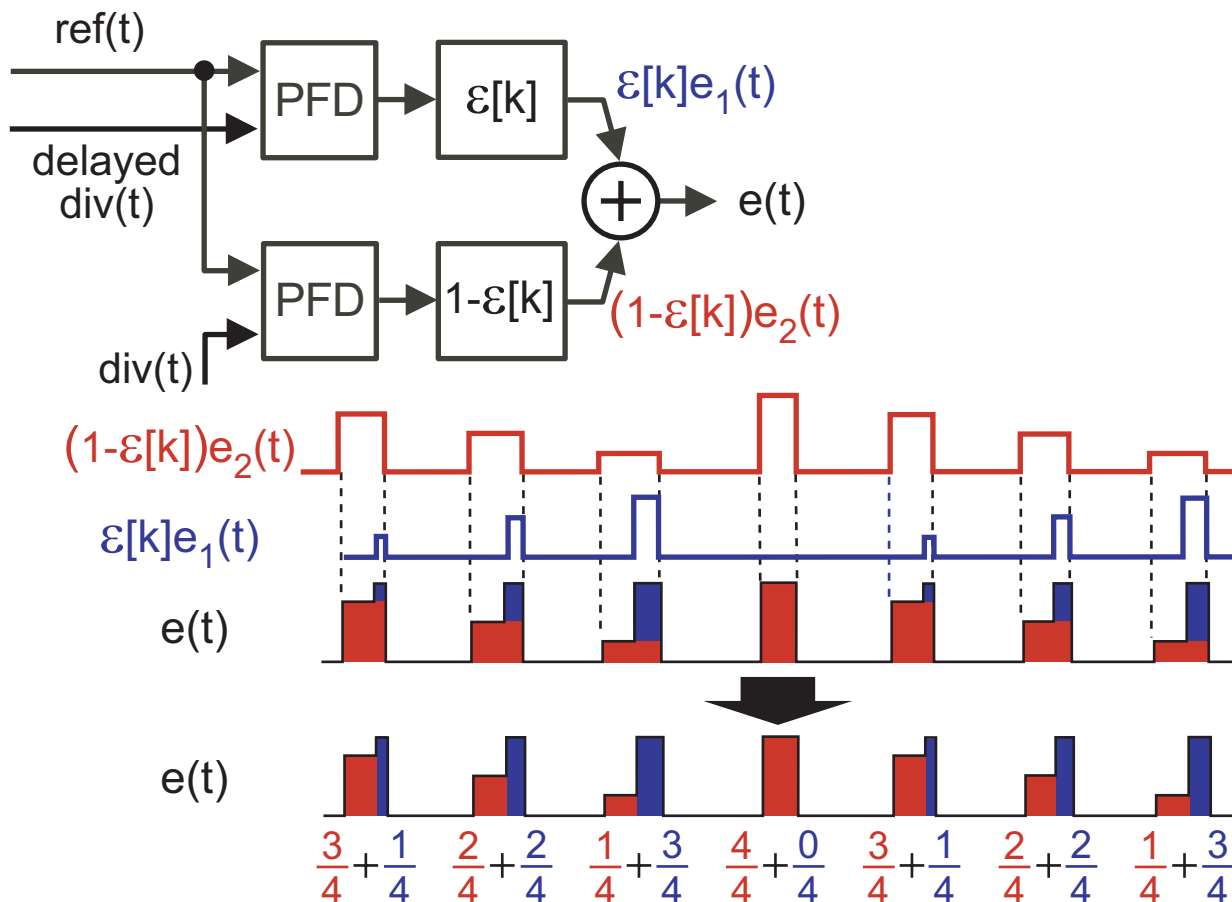 ref(t)
PFD
ε[k]
ε[k]e₁(t)
delayed
div(t)
+
e(t)
PFD
1-ε[k]
(1-ε[k])e₂(t)
div(t)
(1-ε[k])e₂(t)
ε[k]e₁(t)
e(t)
e(t)
3/4 + 1/4 2/4 + 2/4 1/4 + 3/4 4/4 + 0/4 3/4 + 1/4 2/4 + 2/4 1/4 + 3/4